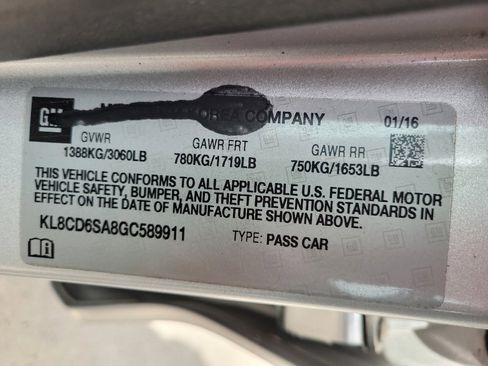 GM
KOREA COMPANY
01/16
GVWR
1388KG/3060LB
GAWR FRT
780KG/1719LB
GAWR RR
750KG/1653LB
THIS VEHICLE CONFORMS TO ALL APPLICABLE U.S. FEDERAL MOTOR
VEHICLE SAFETY, BUMPER, AND THEFT PREVENTION STANDARDS IN
EFFECT ON THE DATE OF MANUFACTURE SHOWN ABOVE.
KL8CD6SA8GC589911
TYPE: PASS CAR